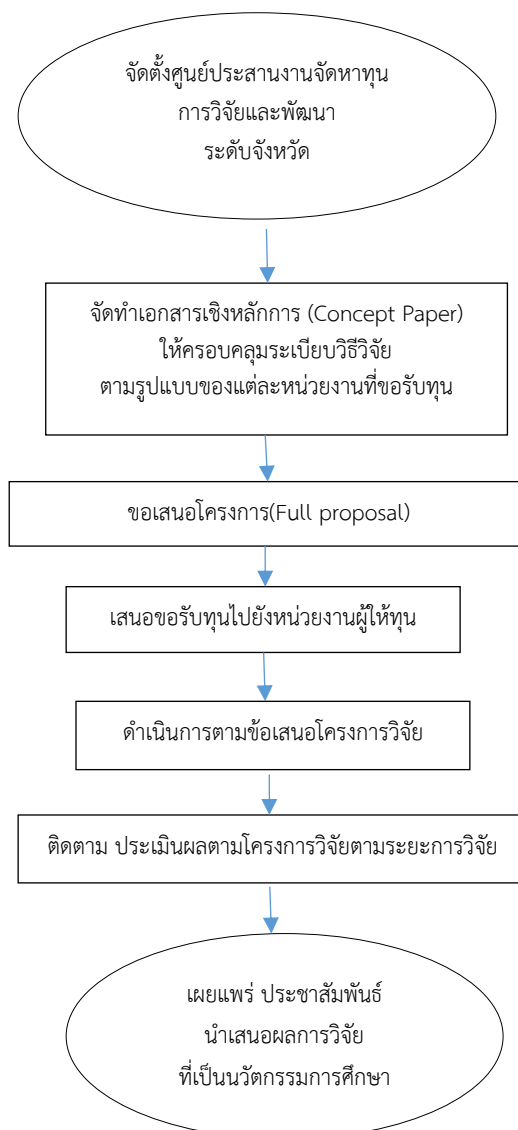 จัดตั้งศูนย์ประสานงานจัดหาทุน
การวิจัยและพัฒนา
ระดับจังหวัด
จัดทำเอกสารเชิงหลักการ (Concept Paper)
ให้ครอบคลุมระเบียบวิธีวิจัย
ตามรูปแบบของแต่ละหน่วยงานที่ขอรับทุน
ขอเสนอโครงการ(Full proposal)
เสนอขอรับทุนไปยังหน่วยงานผู้ให้ทุน
ดำเนินการตามข้อเสนอโครงการวิจัย
ติดตาม ประเมินผลตามโครงการวิจัยตามระยะการวิจัย
เผยแพร่ ประชาสัมพันธ์
นำเสนอผลการวิจัย
ที่เป็นนวัตกรรมการศึกษา